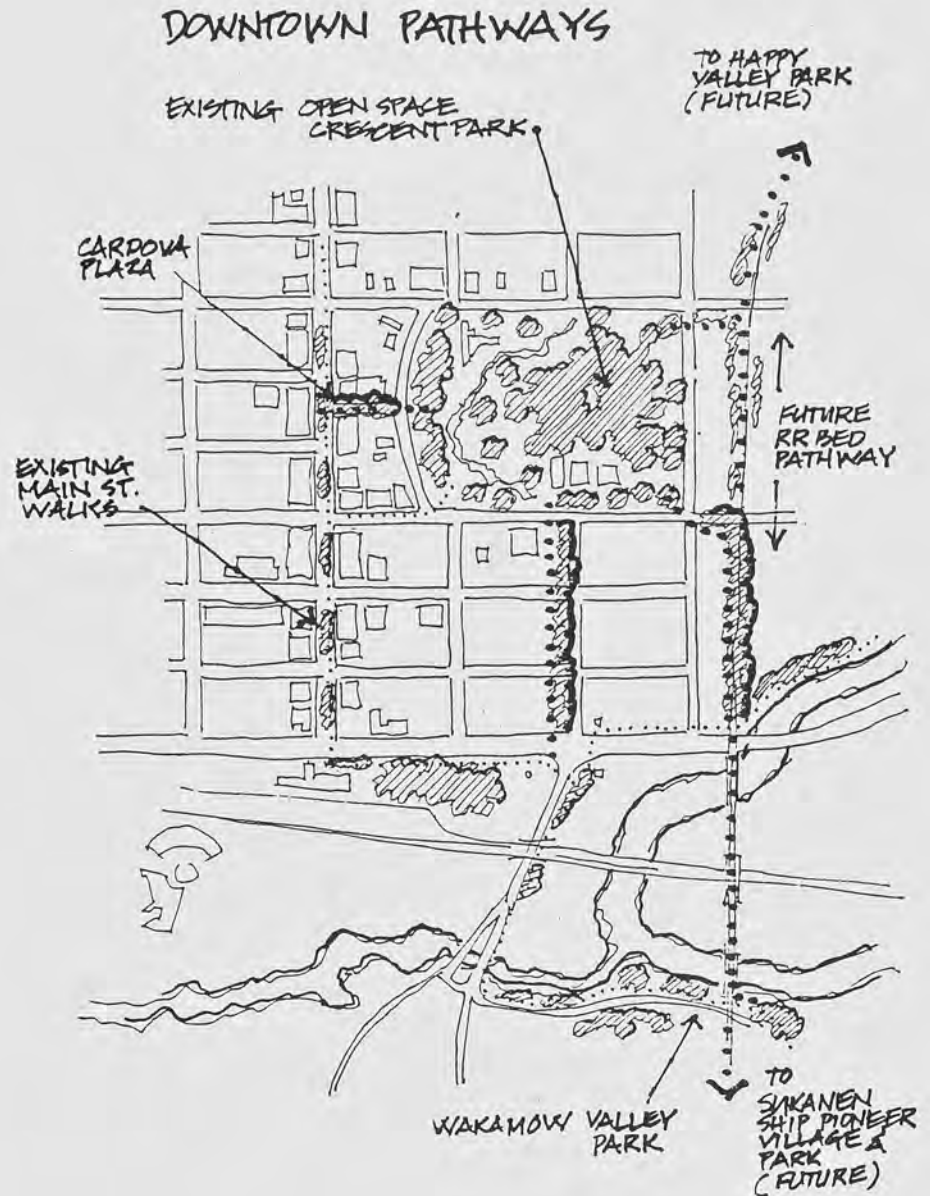 DOWNTOWN PATHWAYS
TO HAPPY
VALLEY PARK
(FUTURE)
EXISTING OPEN SPACE
CRESCENT PARK
CARDOVA
PLAZA
FUTURE
RR BED
PATHWAY
EXISTING
MAIN ST.
WALKS
WAKAMOW VALLEY
PARK
TO
SUKANEN
SHIP PIONEER
VILLAGE &
PARK
(FUTURE)